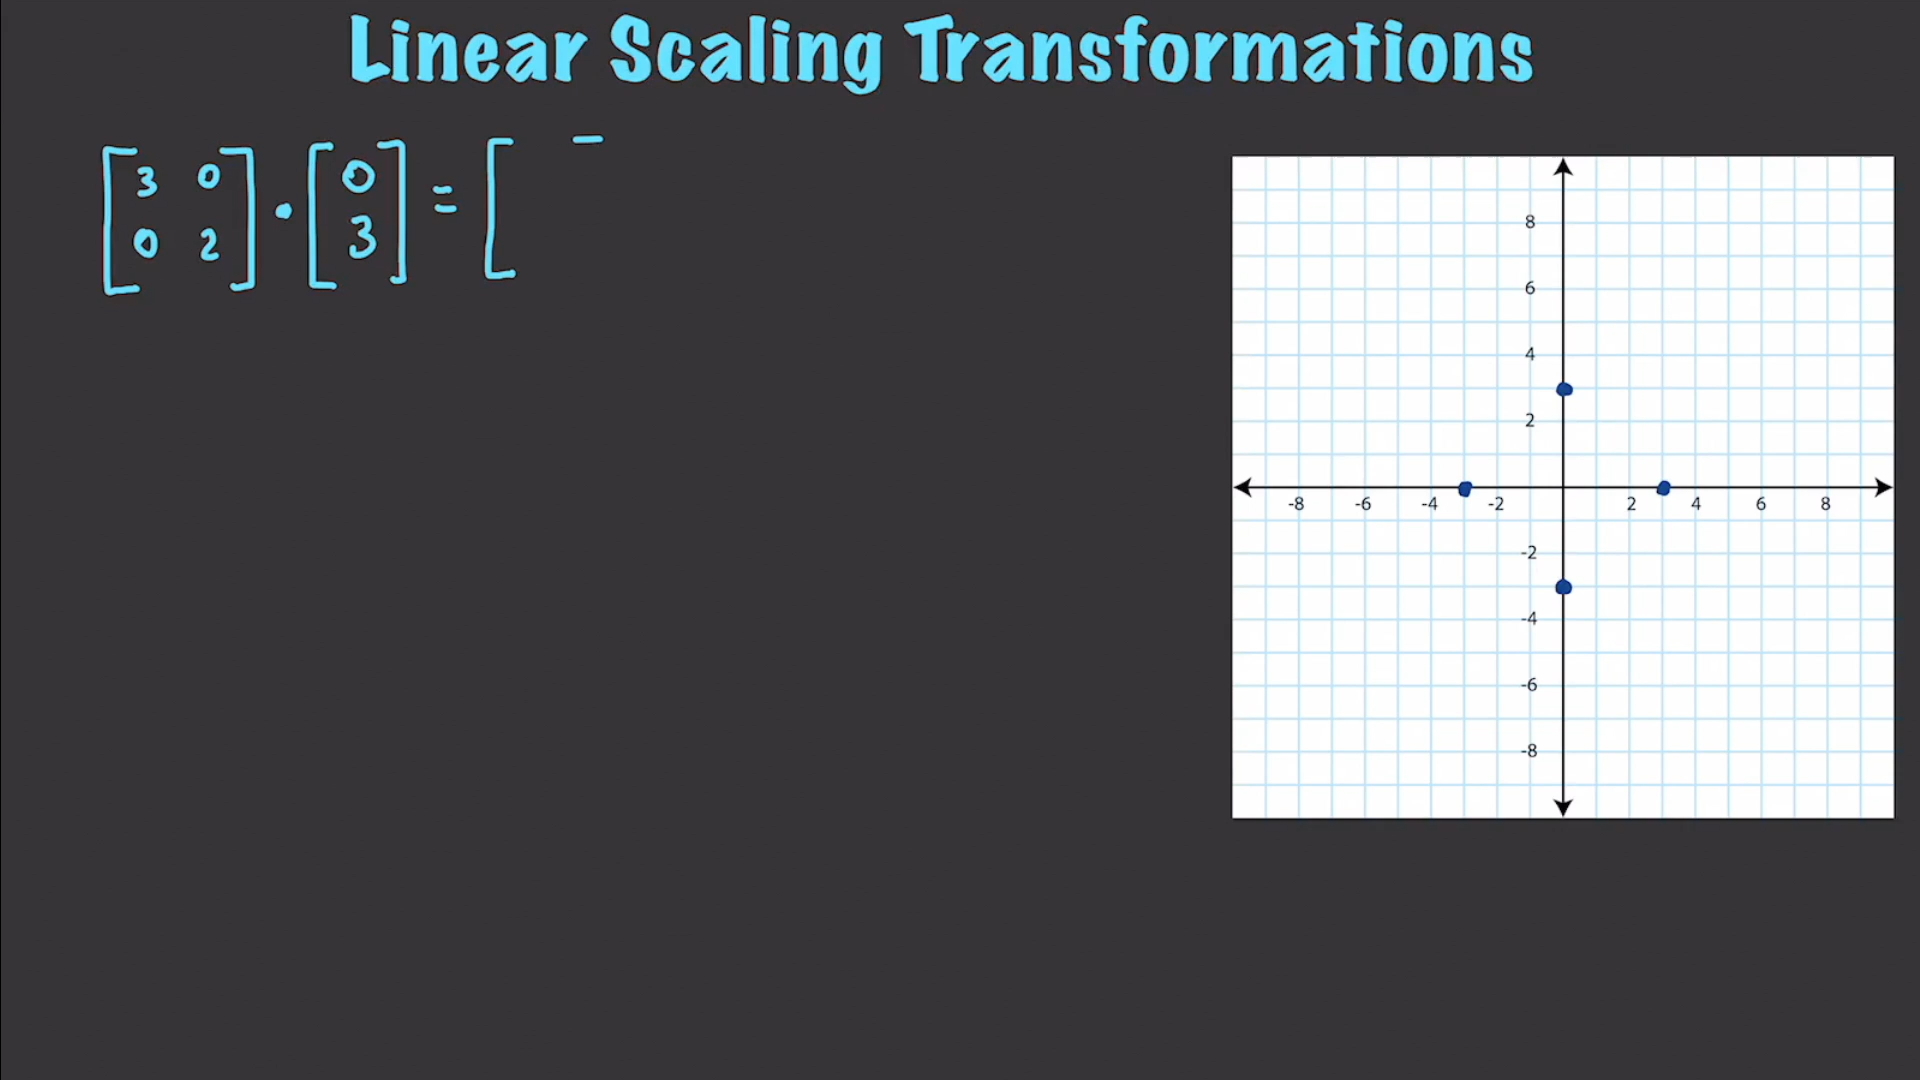 Linear Scaling Transformations
[3 0 0 2] · [0 3] = [
8
6
4
2
-8 -6 -4 -2 2 4 6 8
-2
-4
-6
-8